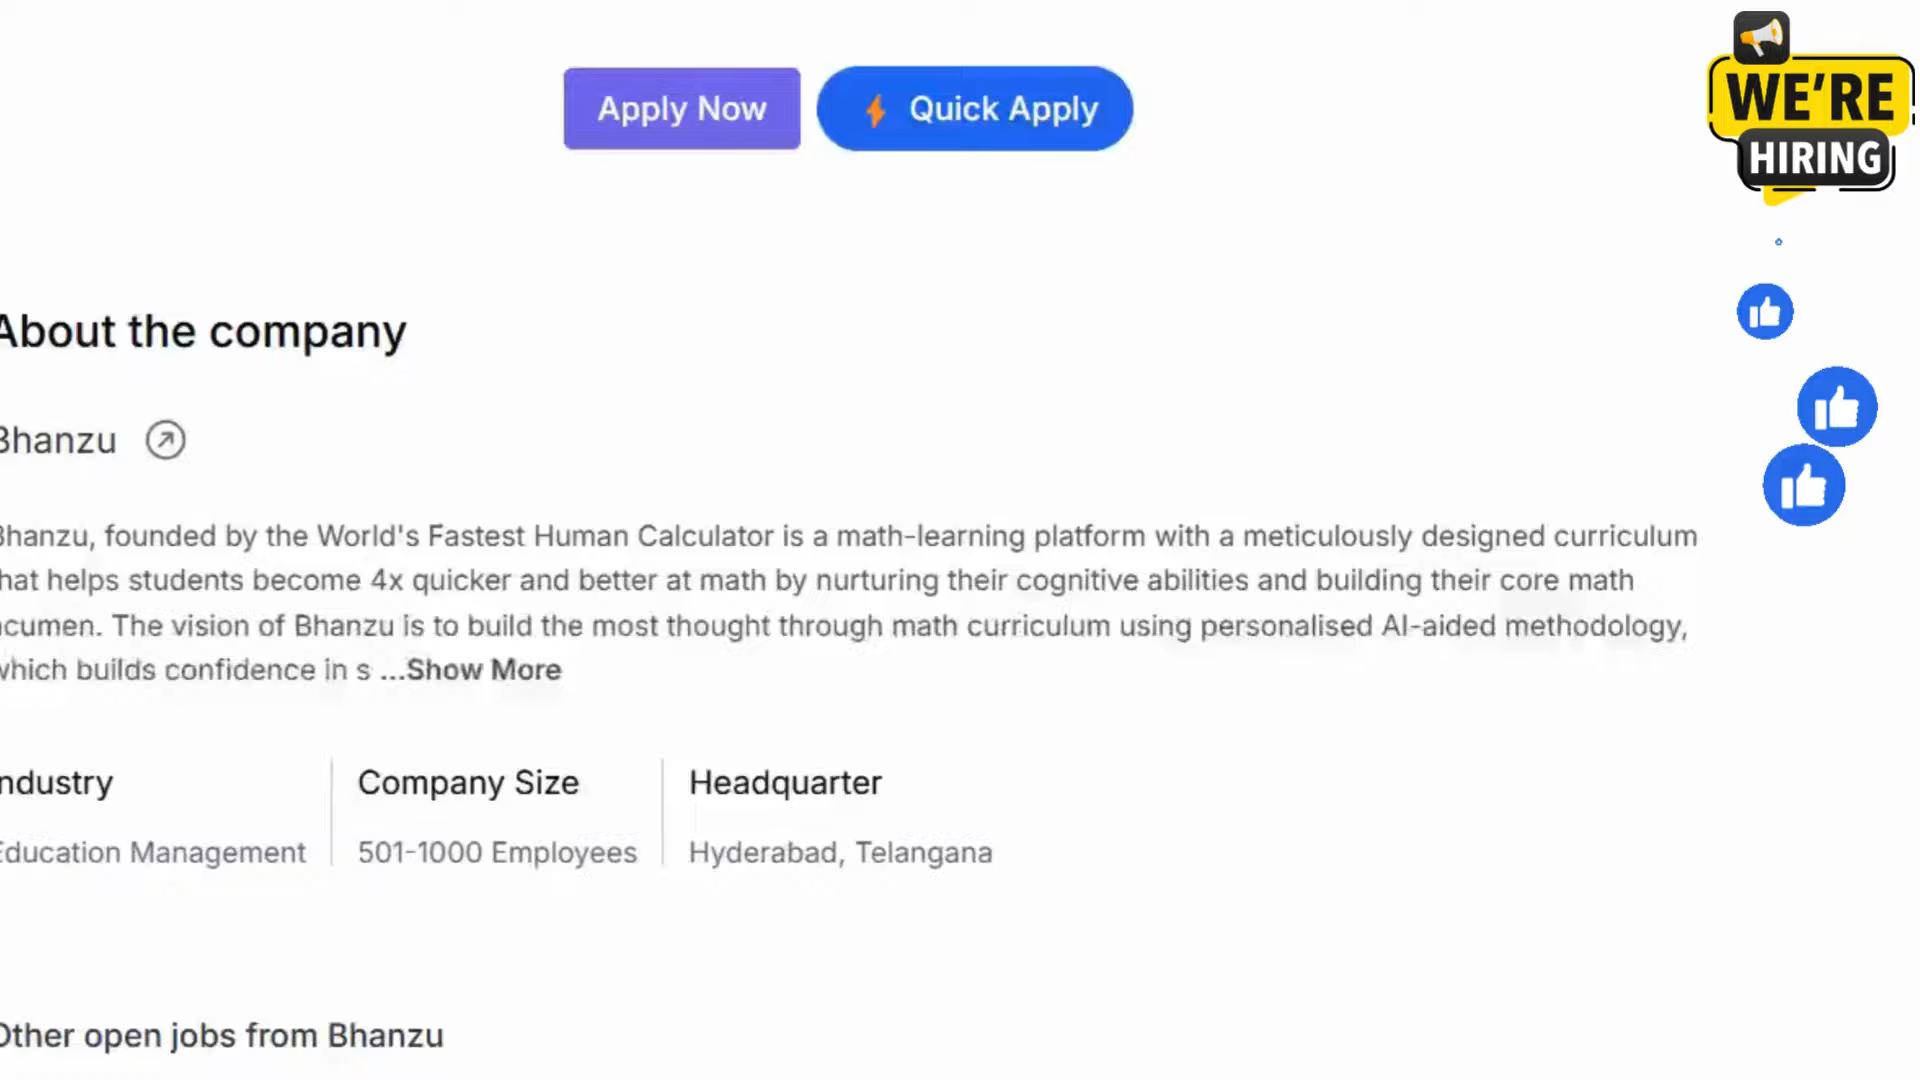 Apply Now
Quick Apply
WE'RE
HIRING
About the company
Bhanzu
Bhanzu, founded by the World's Fastest Human Calculator is a math-learning platform with a meticulously designed curriculum
that helps students become 4x quicker and better at math by nurturing their cognitive abilities and building their core math
acumen. The vision of Bhanzu is to build the most thought through math curriculum using personalised AI-aided methodology,
which builds confidence in s ...Show More
Industry
Company Size
Headquarter
Education Management
501-1000 Employees
Hyderabad, Telangana
Other open jobs from Bhanzu